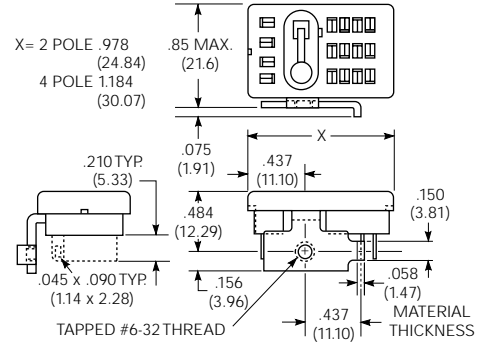 X= 2 POLE .978
(24.84)
4 POLE 1.184
(30.07)
.85 MAX.
(21.6)
.075
(1.91)
X
.210 TYP.
(5.33)
.437
(11.10)
.484
(12.29)
.150
(3.81)
.045 x .090 TYP.
(1.14 x 2.28)
.156
(3.96)
.058
(1.47)
TAPPED #6-32 THREAD
.437
(11.10)
MATERIAL
THICKNESS